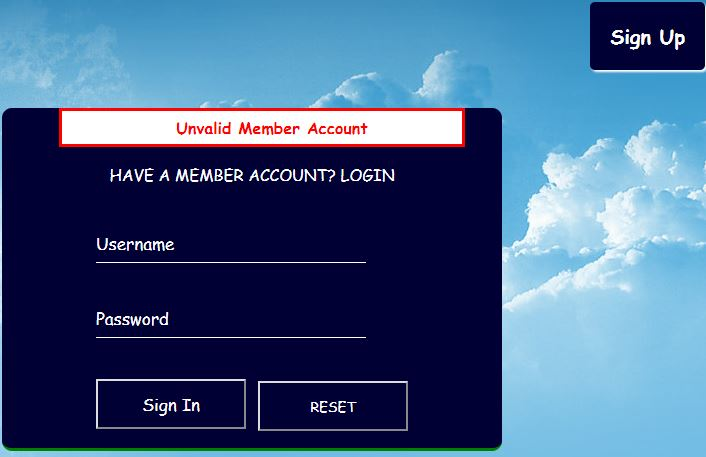 Sign Up
Unvalid Member Account
HAVE A MEMBER ACCOUNT? LOGIN
Username
Password
Sign In
RESET